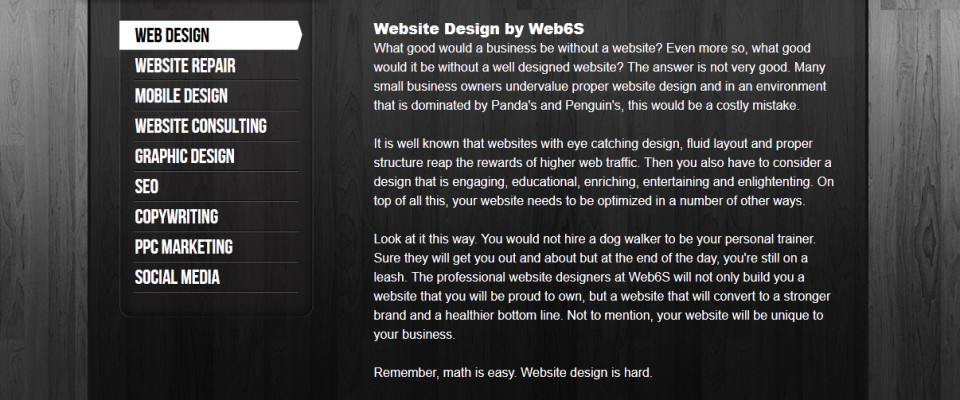 WEB DESIGN
WEBSITE REPAIR
MOBILE DESIGN
WEBSITE CONSULTING
GRAPHIC DESIGN
SEO
COPYWRITING
PPC MARKETING
SOCIAL MEDIA
Website Design by Web6S
What good would a business be without a website? Even more so, what good
would it be without a well designed website? The answer is not very good. Many
small business owners undervalue proper website design and in an environment
that is dominated by Panda's and Penguin's, this would be a costly mistake.
It is well known that websites with eye catching design, fluid layout and proper
structure reap the rewards of higher web traffic. Then you also have to consider a
design that is engaging, educational, enriching, entertaining and enlightenting. On
top of all this, your website needs to be optimized in a number of other ways.
Look at it this way. You would not hire a dog walker to be your personal trainer.
Sure they will get you out and about but at the end of the day, you're still on a
leash. The professional website designers at Web6S will not only build you a
website that you will be proud to own, but a website that will convert to a stronger
brand and a healthier bottom line. Not to mention, your website will be unique to
your business.
Remember, math is easy. Website design is hard.